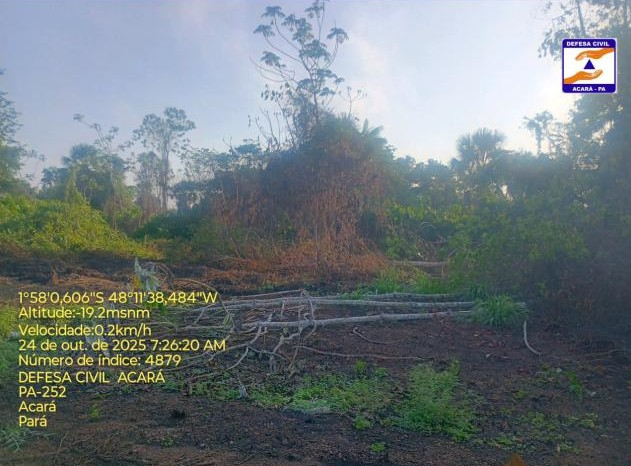 DEFESA CIVIL
ACARÁ - PA
1°58'0,606"S 48°11'38,484"W
Altitude:-19.2msnm
Velocidade:0.2km/h
24 de out. de 2025 7:26:20 AM
Número de índice: 4879
DEFESA CIVIL ACARÁ
PA-252
Acará
Pará